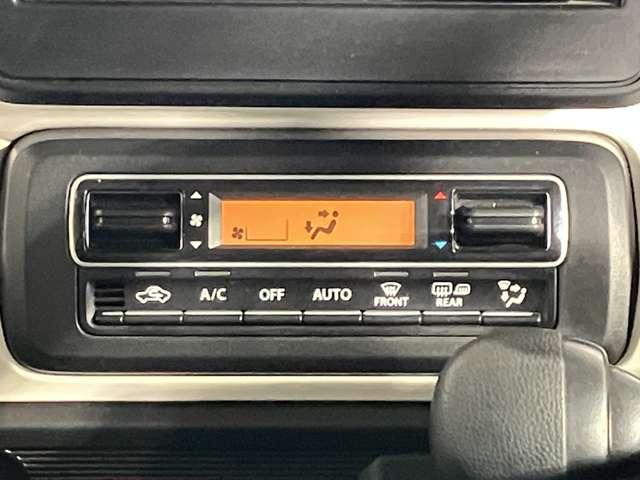 A/C OFF AUTO FRONT REAR